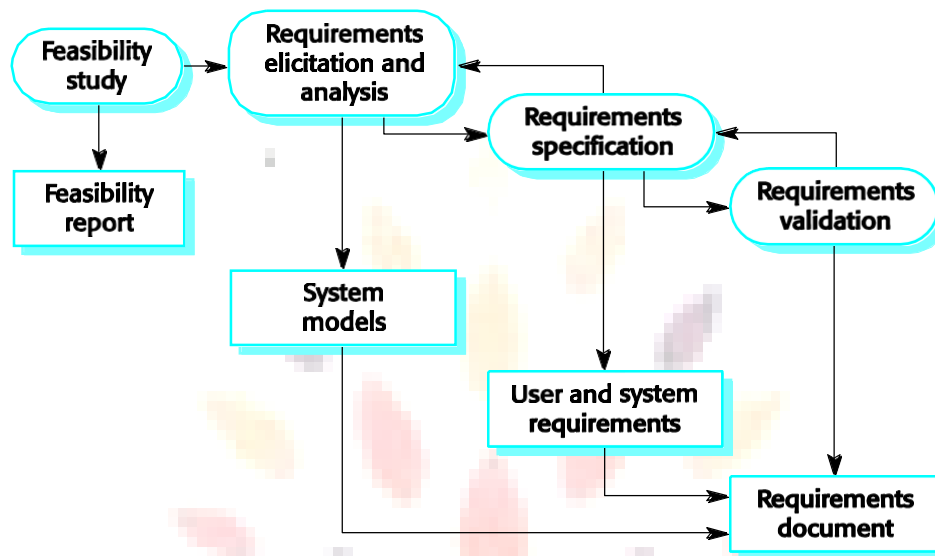 Feasibility
study
Requirements
elicitation and
analysis
Requirements
specification
Requirements
validation
Feasibility
report
System
models
User and system
requirements
Requirements
document